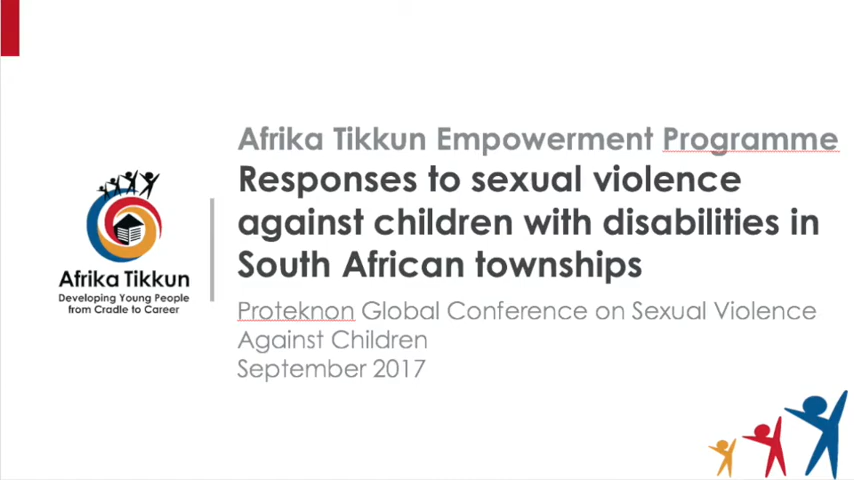 Afrika Tikkun Empowerment Programme
Responses to sexual violence
against children with disabilities in
South African townships
Afrika Tikkun
Developing Young People
from Cradle to Career
Proteknon Global Conference on Sexual Violence
Against Children
September 2017